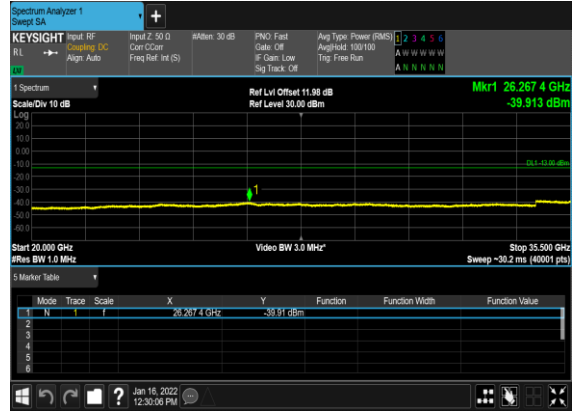 Spectrum Analyzer 1
Swept SA
KEYSIGHT Input: RF Input Z: 50 Ω #Atten: 30 dB PNO: Fast Avg Type: Power (RMS) 1 2 3 4 5 6
RL Coupling: DC Corr CCorr Gate: Off Avg|Hold: 100/100 A W W W W W
Align: Auto Freq Ref: Int (S) IF Gain: Low Trig: Free Run
Sig Track: Off A N N N N N
1 Spectrum Ref Lvl Offset 11.98 dB Mkr1 26.267 4 GHz
Scale/Div 10 dB Ref Level 30.00 dBm -39.913 dBm
Log
20.0
10.0
0.00
-10.0 DL1 -13.00 dBm
-20.0
-30.0 1
-40.0
-50.0
-60.0
Start 20.000 GHz Video BW 3.0 MHz* Stop 35.500 GHz
#Res BW 1.0 MHz Sweep ~30.2 ms (40001 pts)
5 Marker Table
Mode Trace Scale X Y Function Function Width Function Value
1 N 1 f 26.267 4 GHz -39.91 dBm
2
3
4
5
6
? Jan 16, 2022
12:30:06 PM